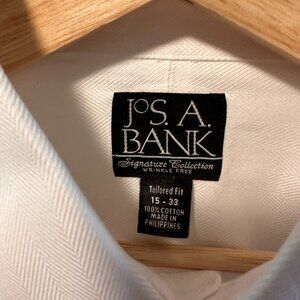 JoS. A.
BANK
Signature Collection
WRINKLE FREE
Tailored Fit
15 - 33
100% COTTON
MADE IN
PHILIPPINES